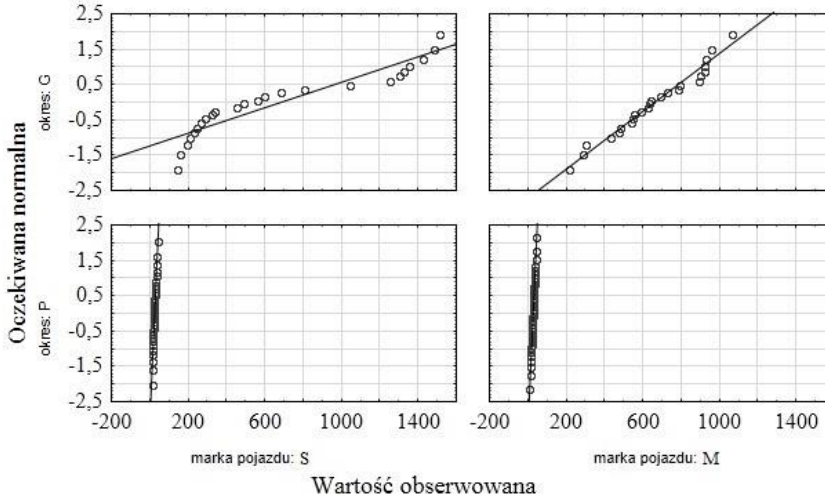 2,5
1,5
0,5
-0,5
-1,5
-2,5
okres: G
Oczekiwana normalna
2,5
1,5
0,5
-0,5
-1,5
-2,5
okres: P
-200 200 600 1000 1400 -200 200 600 1000 1400
marka pojazdu: S marka pojazdu: M
Wartość obserwowana